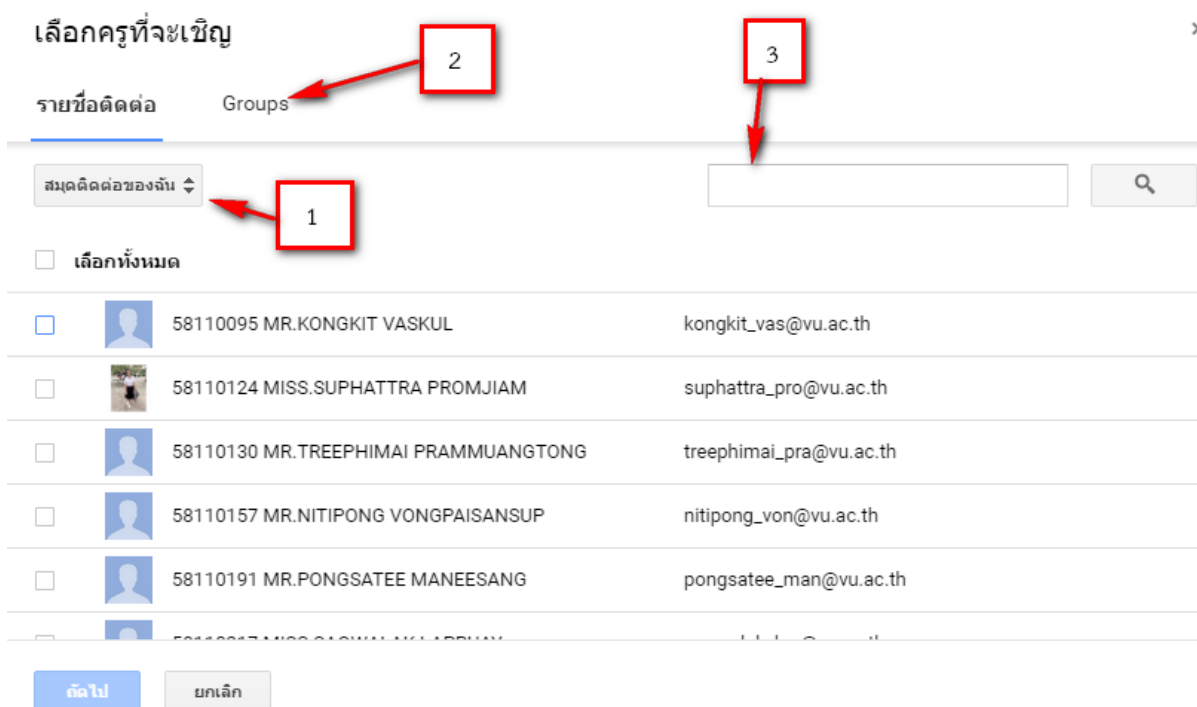 เลือกครูที่จะเชิญ
2
3
รายชื่อติดต่อ Groups
สมุดติดต่อของฉัน
1
เลือกทั้งหมด
58110095 MR.KONGKIT VASKUL kongkit_vas@vu.ac.th
58110124 MISS.SUPHATTRA PROMJIAM suphattra_pro@vu.ac.th
58110130 MR.TREEPHIMAI PRAMMUANGTONG treephimai_pra@vu.ac.th
58110157 MR.NITIPONG VONGPAISANSUP nitipong_von@vu.ac.th
58110191 MR.PONGSATEE MANEESANG pongsatee_man@vu.ac.th
ถัดไป ยกเลิก